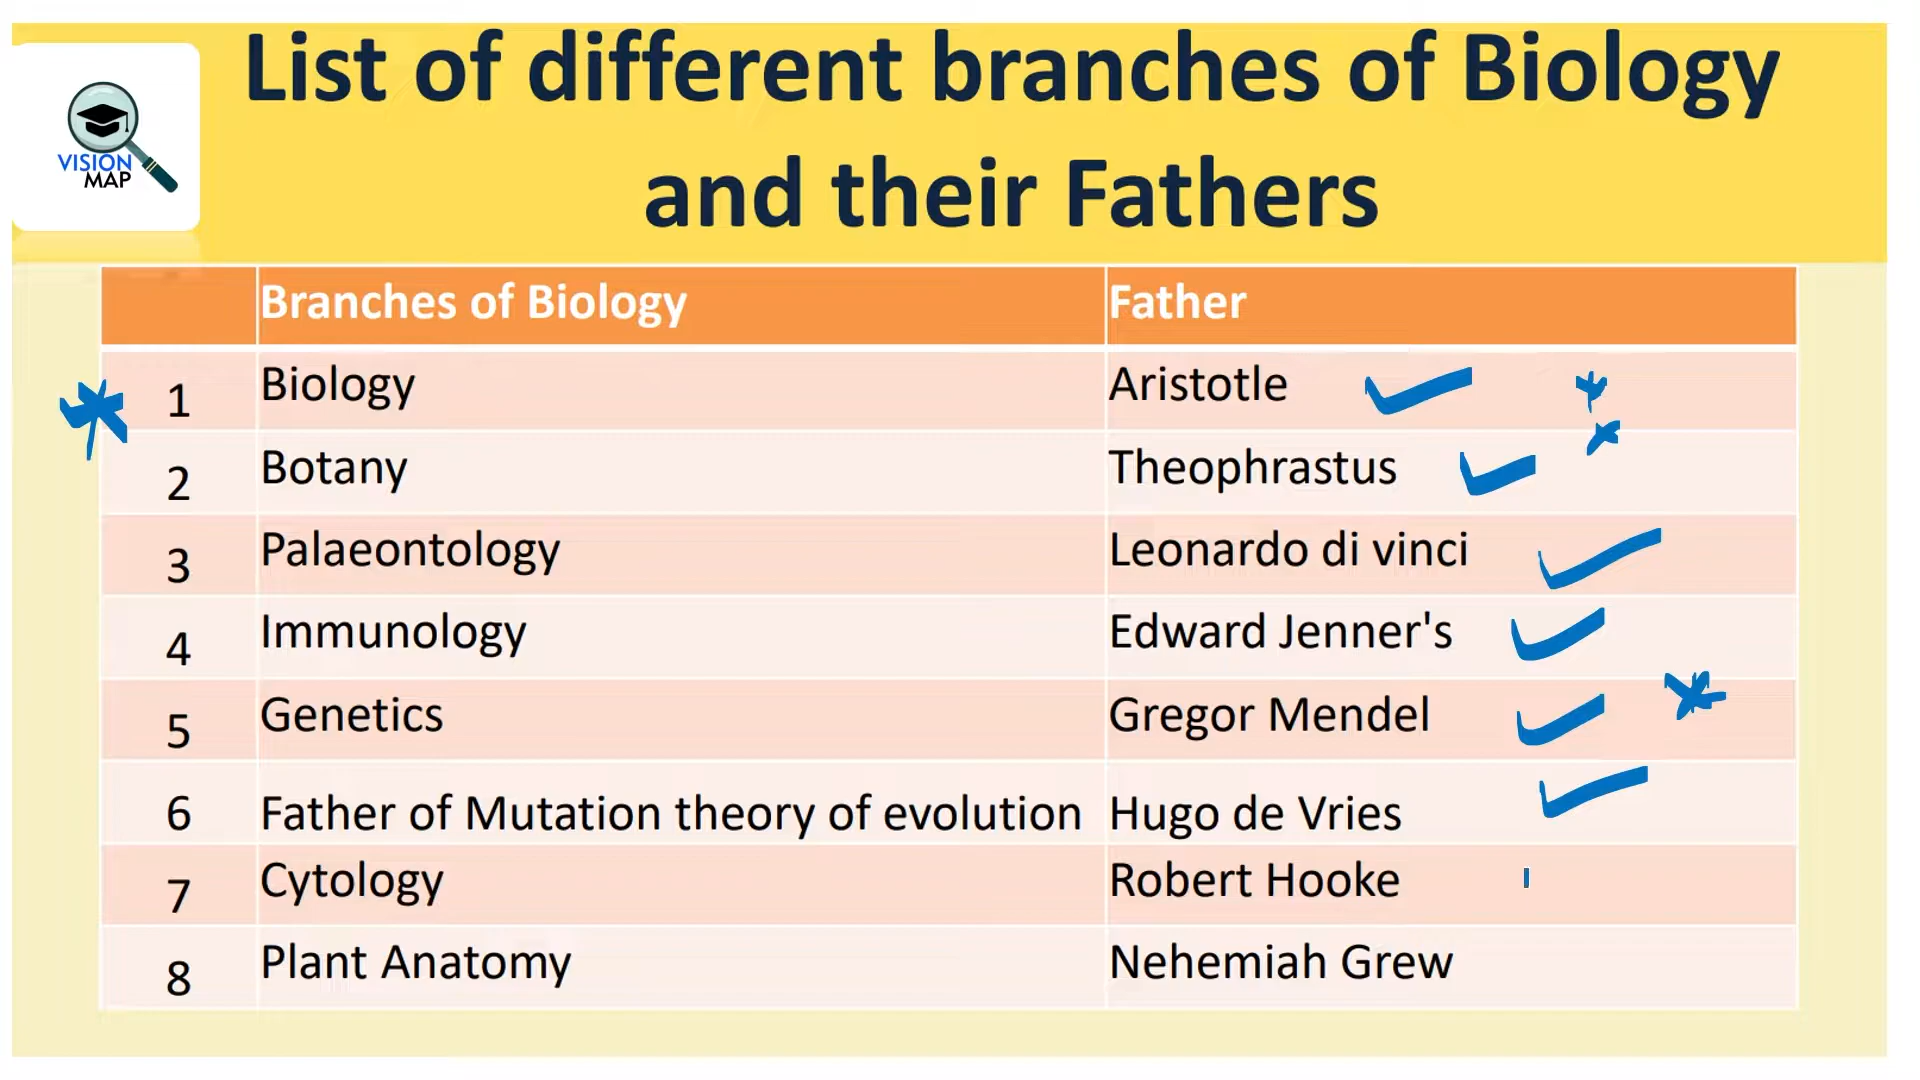 List of different branches of Biology
and their Fathers
VISION
MAP
Branches of Biology Father
1 Biology Aristotle
2 Botany Theophrastus
3 Palaeontology Leonardo di vinci
4 Immunology Edward Jenner's
5 Genetics Gregor Mendel
6 Father of Mutation theory of evolution Hugo de Vries
7 Cytology Robert Hooke
8 Plant Anatomy Nehemiah Grew